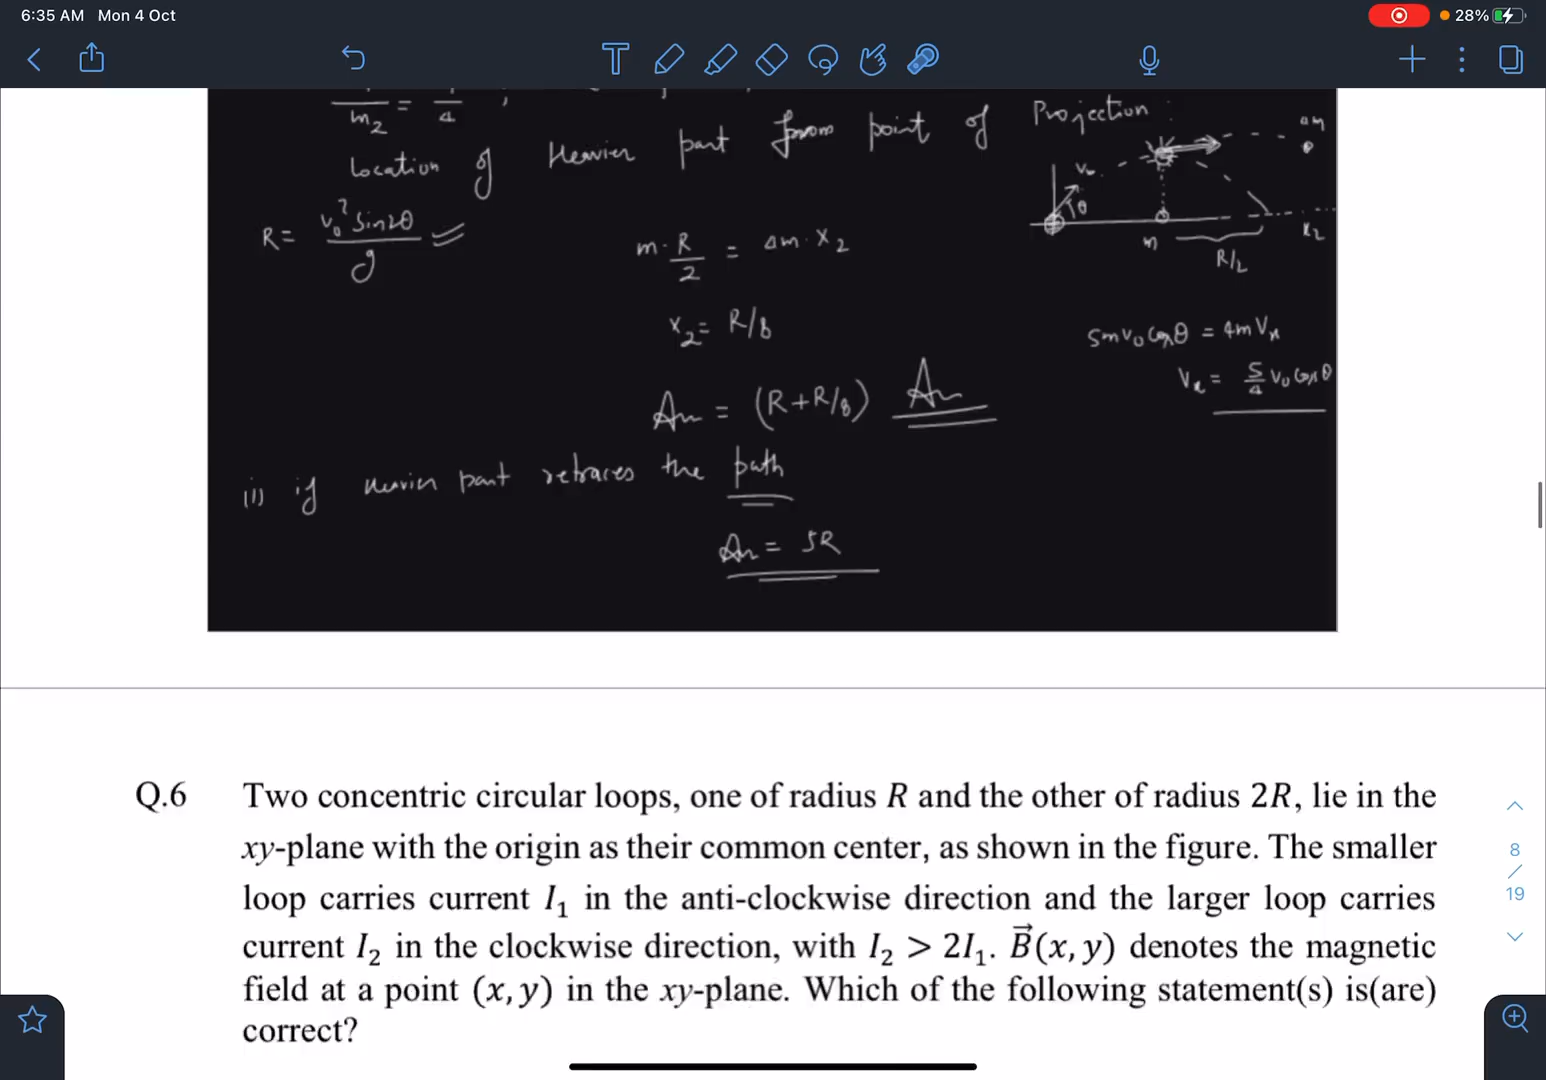 6:35 AM Mon 4 Oct
28%
m₂ = 4
Location of Heavier part from point of Projection :
R = v₀² Sin2θ / g
m · R/2 = 4m · x₂
x₂ = R/8
An = (R+R/8) An
v₀
θ
4m
m
R/2
x₂
5mv₀ Cosθ = 4m Vₓ
Vₓ = 5/4 v₀ Cosθ
(ii) if heavier part retraces the path
An = 5R
Q.6 Two concentric circular loops, one of radius R and the other of radius 2R, lie in the
xy-plane with the origin as their common center, as shown in the figure. The smaller
loop carries current I₁ in the anti-clockwise direction and the larger loop carries
current I₂ in the clockwise direction, with I₂ > 2I₁. B⃗(x, y) denotes the magnetic
field at a point (x, y) in the xy-plane. Which of the following statement(s) is(are)
correct?
8
/
19